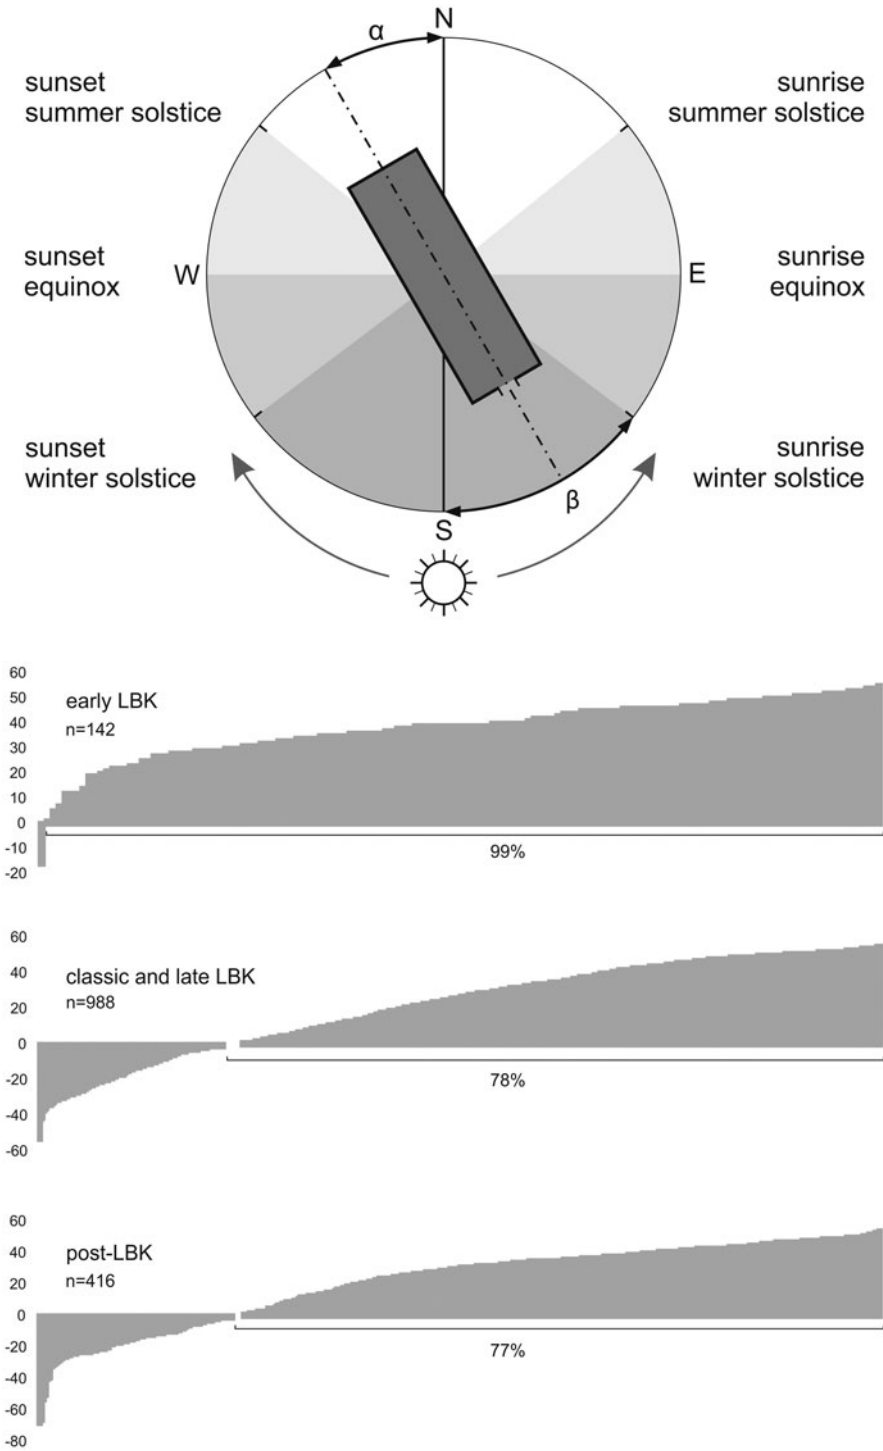 N
α
sunset
summer solstice
sunrise
summer solstice
sunset
equinox
W
E
sunrise
equinox
sunset
winter solstice
sunrise
winter solstice
β
S
60
50
40
30
20
10
0
-10
-20
early LBK
n=142
99%
60
40
20
0
-20
-40
-60
classic and late LBK
n=988
78%
60
40
20
0
-20
-40
-60
-80
post-LBK
n=416
77%